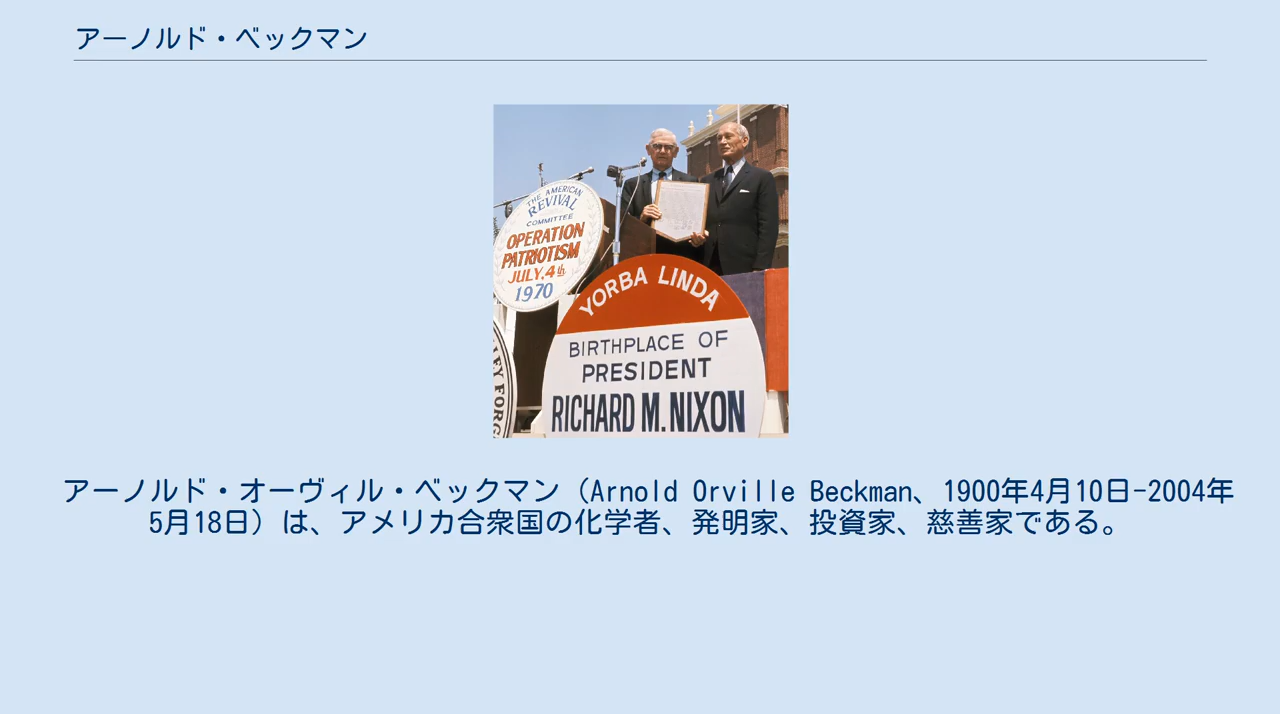 アーノルド・ベックマン
THE AMERICAN
REVIVAL
COMMITTEE
OPERATION
PATRIOTISM
JULY.4th
1970
YORBA LINDA
BIRTHPLACE OF
PRESIDENT
RICHARD M. NIXON
アーノルド・オーヴィル・ベックマン（Arnold Orville Beckman、1900年4月10日-2004年
5月18日）は、アメリカ合衆国の化学者、発明家、投資家、慈善家である。